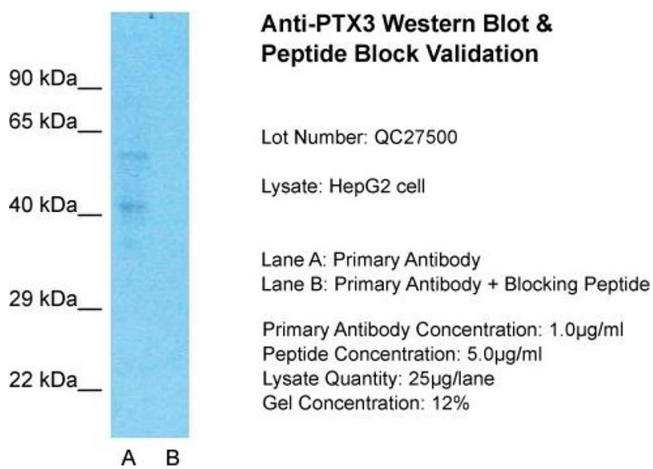 Anti-PTX3 Western Blot &
Peptide Block Validation
90 kDa
65 kDa
Lot Number: QC27500
Lysate: HepG2 cell
40 kDa
Lane A: Primary Antibody
Lane B: Primary Antibody + Blocking Peptide
29 kDa
Primary Antibody Concentration: 1.0µg/ml
Peptide Concentration: 5.0µg/ml
Lysate Quantity: 25µg/lane
Gel Concentration: 12%
22 kDa
A B